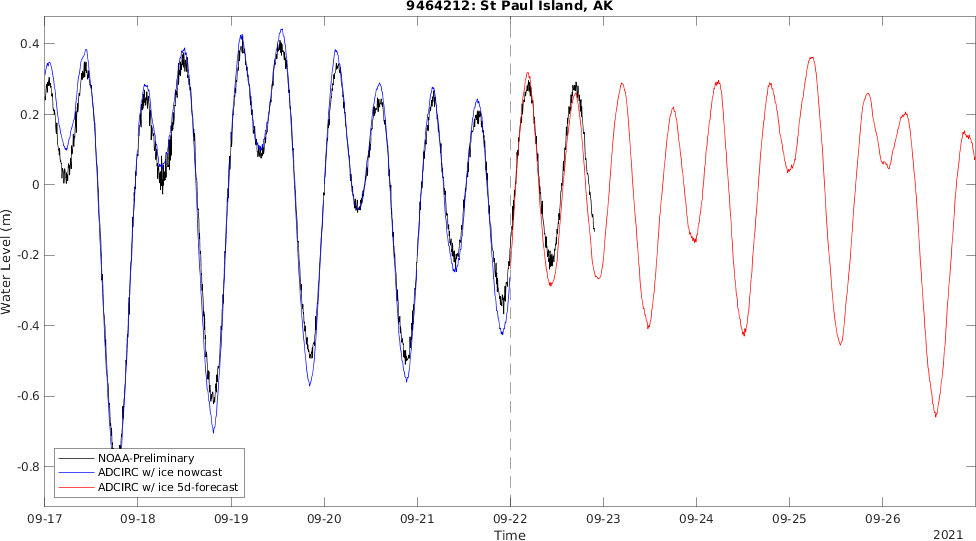 9464212: St Paul Island, AK
Water Level (m)
0.4
0.2
0
-0.2
-0.4
-0.6
-0.8
NOAA-Preliminary
ADCIRC w/ ice nowcast
ADCIRC w/ ice 5d-forecast
09-17 09-18 09-19 09-20 09-21 09-22 09-23 09-24 09-25 09-26
Time
2021